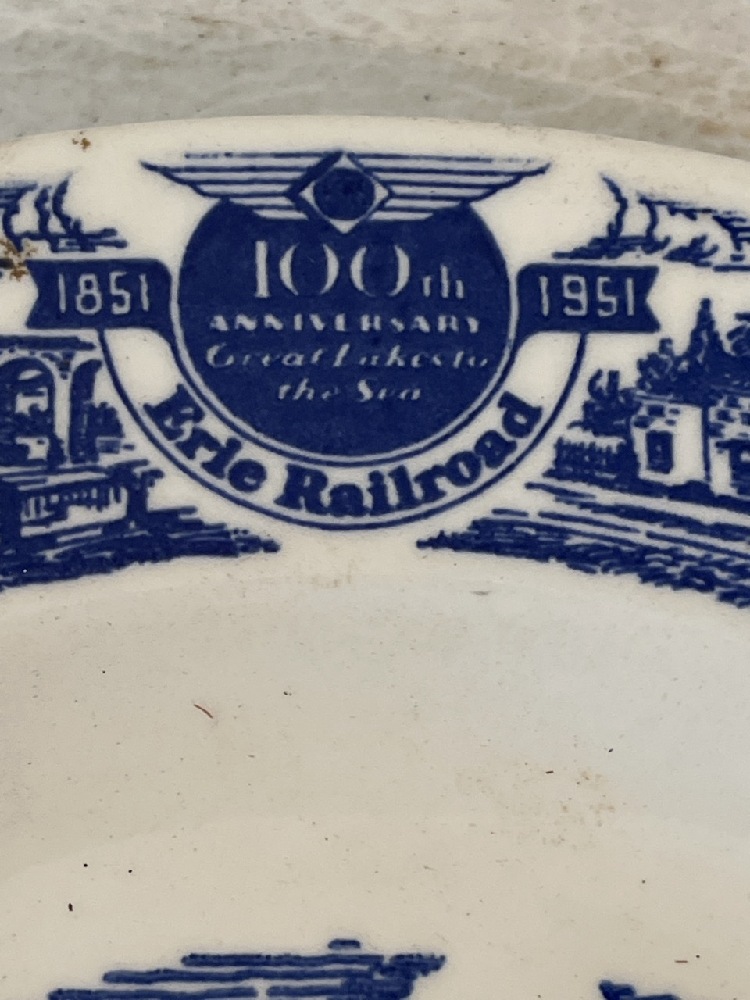 100th
ANNIVERSARY
1851
1951
Great Lakes to
the Sea
Erie Railroad